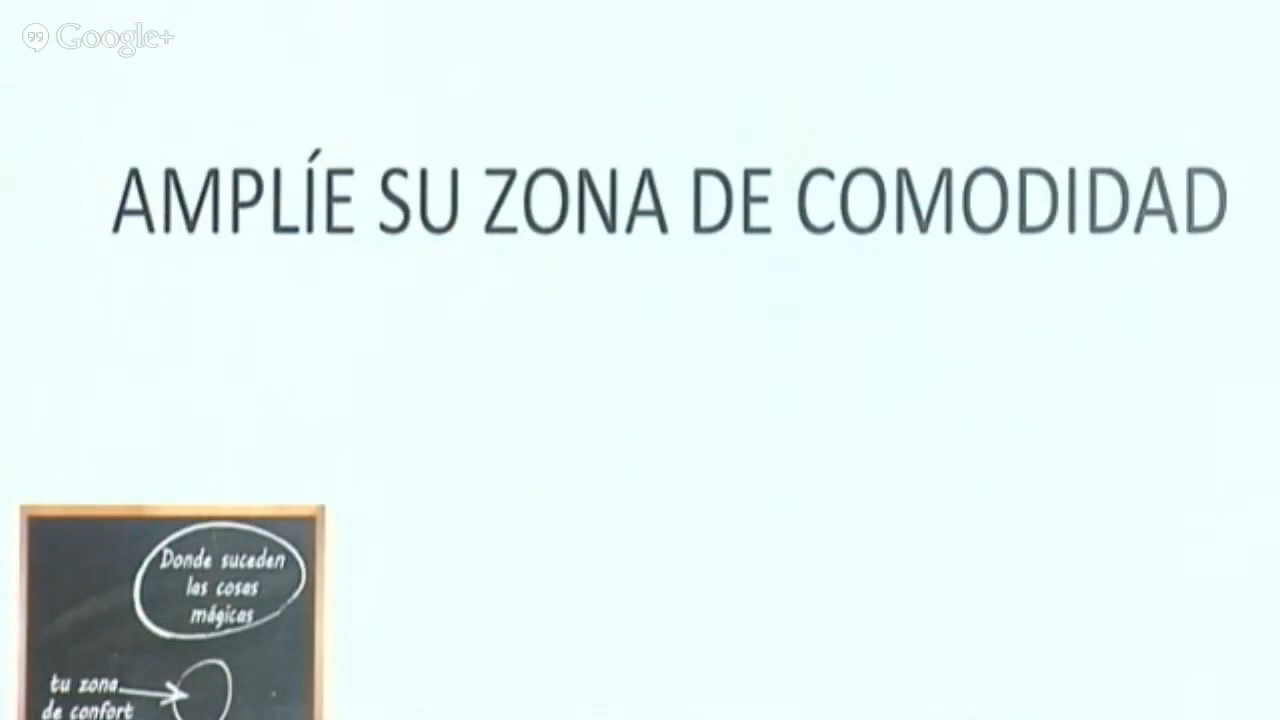 Google+
AMPLÍE SU ZONA DE COMODIDAD
Donde suceden
las cosas
mágicas
tu zona
de confort